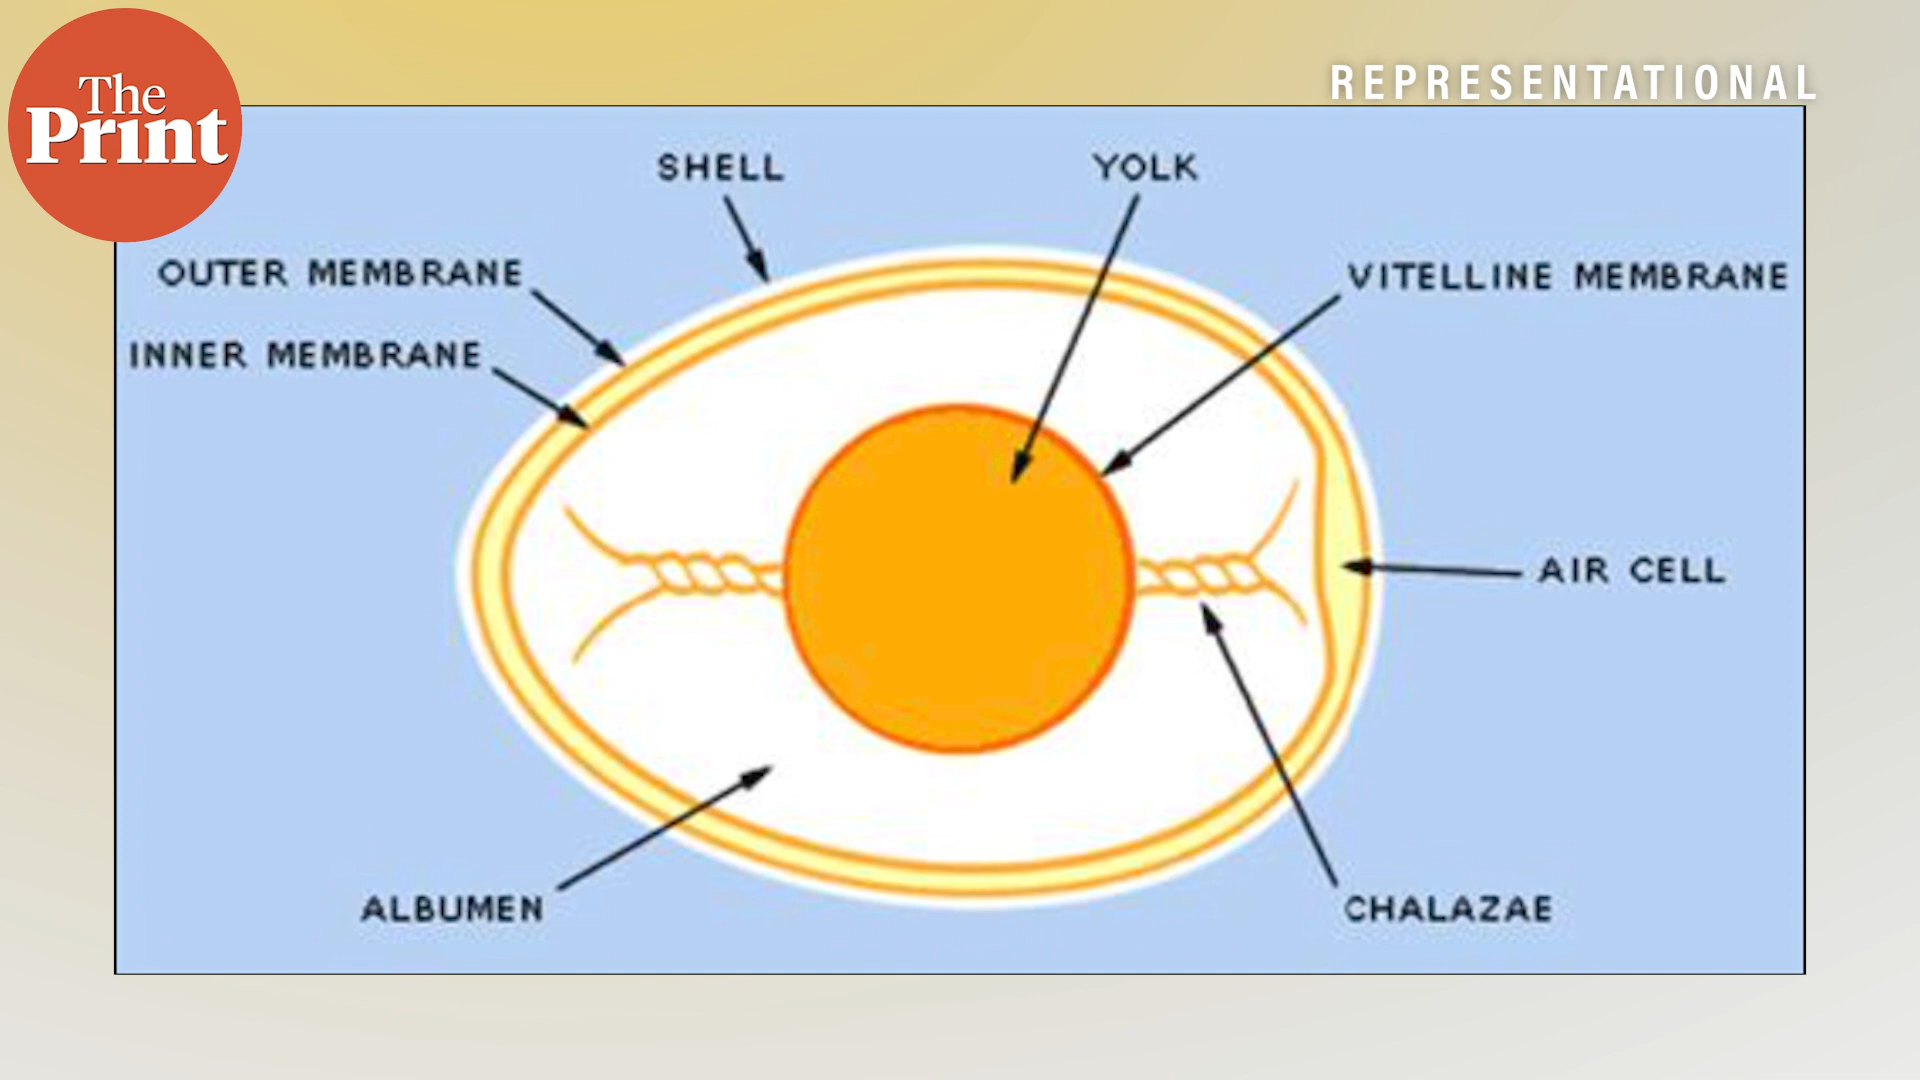 The
Print
REPRESENTATIONAL
SHELL
YOLK
OUTER MEMBRANE
VITELLINE MEMBRANE
INNER MEMBRANE
AIR CELL
ALBUMEN
CHALAZAE